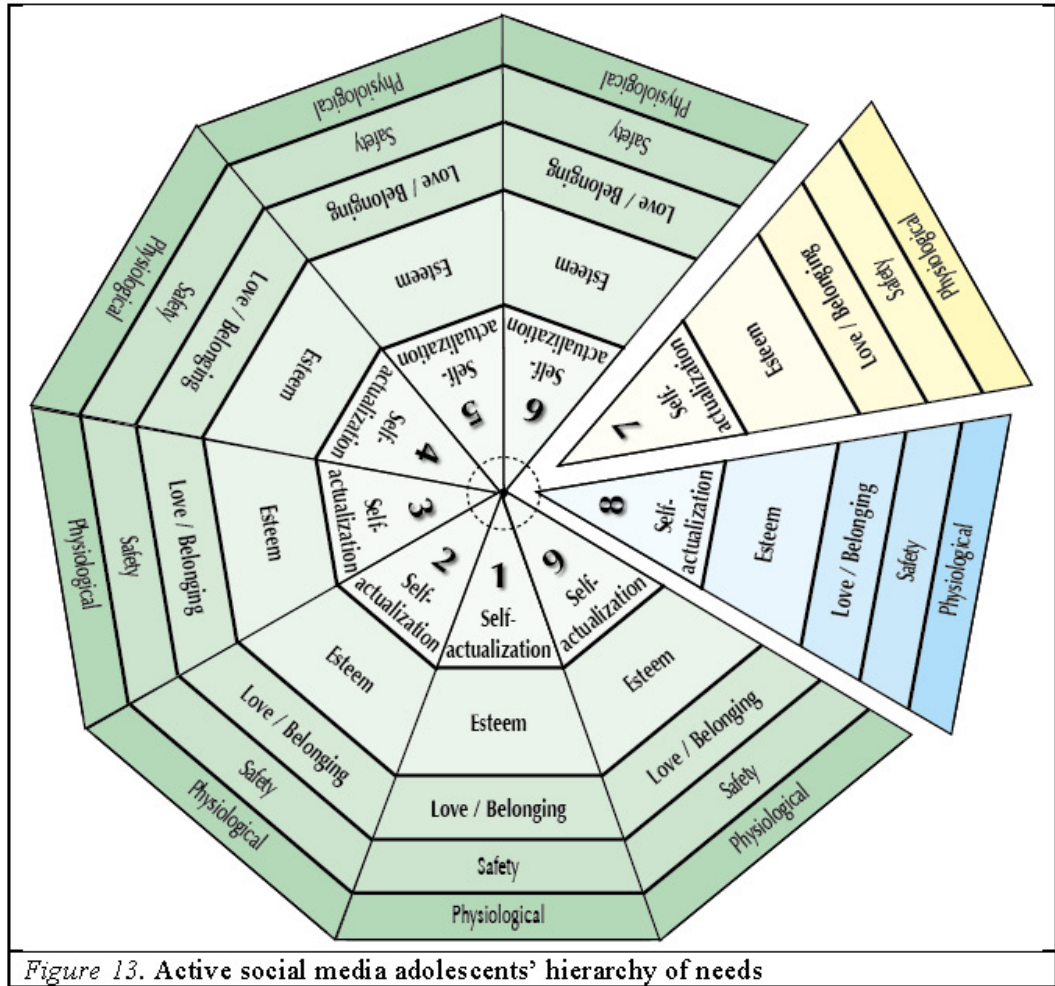 1
Self-
actualization
Esteem
Love / Belonging
Safety
Physiological
2
Self-
actualization
Esteem
Love / Belonging
Safety
Physiological
3
Self-
actualization
Esteem
Love / Belonging
Safety
Physiological
4
Self-
actualization
Esteem
Love / Belonging
Safety
Physiological
5
Self-
actualization
Esteem
Love / Belonging
Safety
Physiological
6
Self-
actualization
Esteem
Love / Belonging
Safety
Physiological
7
Self-
actualization
Esteem
Love / Belonging
Safety
Physiological
8
Self-
actualization
Esteem
Love / Belonging
Safety
Physiological
9
Self-
actualization
Esteem
Love / Belonging
Safety
Physiological
Figure 13. Active social media adolescents’ hierarchy of needs